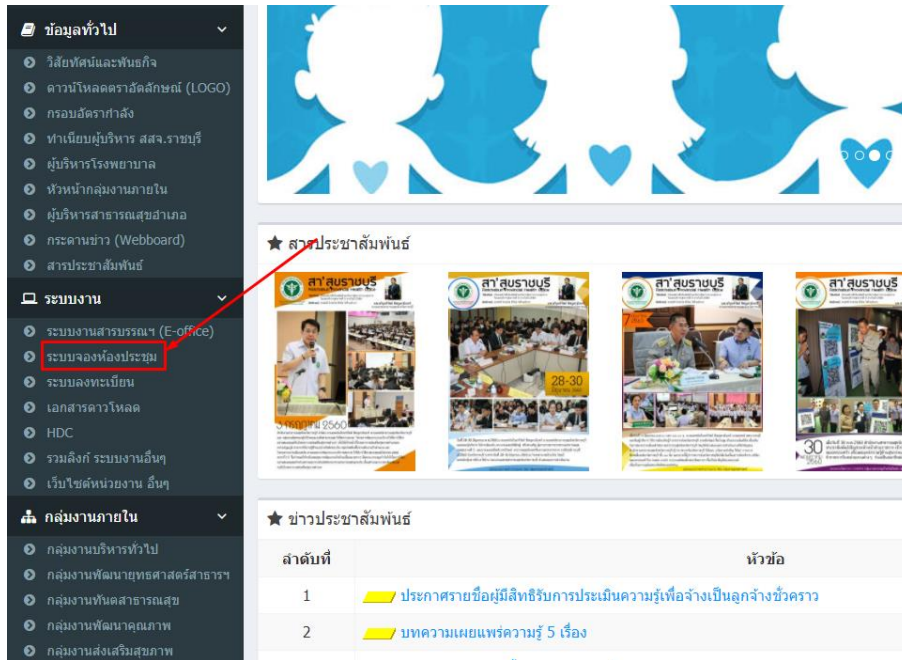 ข้อมูลทั่วไป
วิสัยทัศน์และพันธกิจ
ดาวน์โหลดตราอัตลักษณ์ (LOGO)
กรอบอัตรากำลัง
ทำเนียบผู้บริหาร สสจ.ราชบุรี
ผู้บริหารโรงพยาบาล
หัวหน้ากลุ่มงานภายใน
ผู้บริหารสาธารณสุขอำเภอ
กระดานข่าว (Webboard)
สารประชาสัมพันธ์
ระบบงาน
ระบบงานสารบรรณฯ (E-office)
ระบบจองห้องประชุม
ระบบลงทะเบียน
เอกสารดาวโหลด
HDC
รวมลิงก์ ระบบงานอื่นๆ
เว็บไซต์หน่วยงาน อื่นๆ
กลุ่มงานภายใน
กลุ่มงานบริหารทั่วไป
กลุ่มงานพัฒนายุทธศาสตร์สาธารฯ
กลุ่มงานทันตสาธารณสุข
กลุ่มงานพัฒนาคุณภาพ
กลุ่มงานส่งเสริมสุขภาพ
สารประชาสัมพันธ์
สา'สุขราชบุรี
สา'สุขราชบุรี
สา'สุขราชบุรี
สา'สุขราชบุรี
3 กรกฎาคม 2560
28-30
30
2560
ข่าวประชาสัมพันธ์
ลำดับที่ หัวข้อ
1 ประกาศรายชื่อผู้มีสิทธิรับการประเมินความรู้เพื่อจ้างเป็นลูกจ้างชั่วคราว
2 บทความเผยแพร่ความรู้ 5 เรื่อง